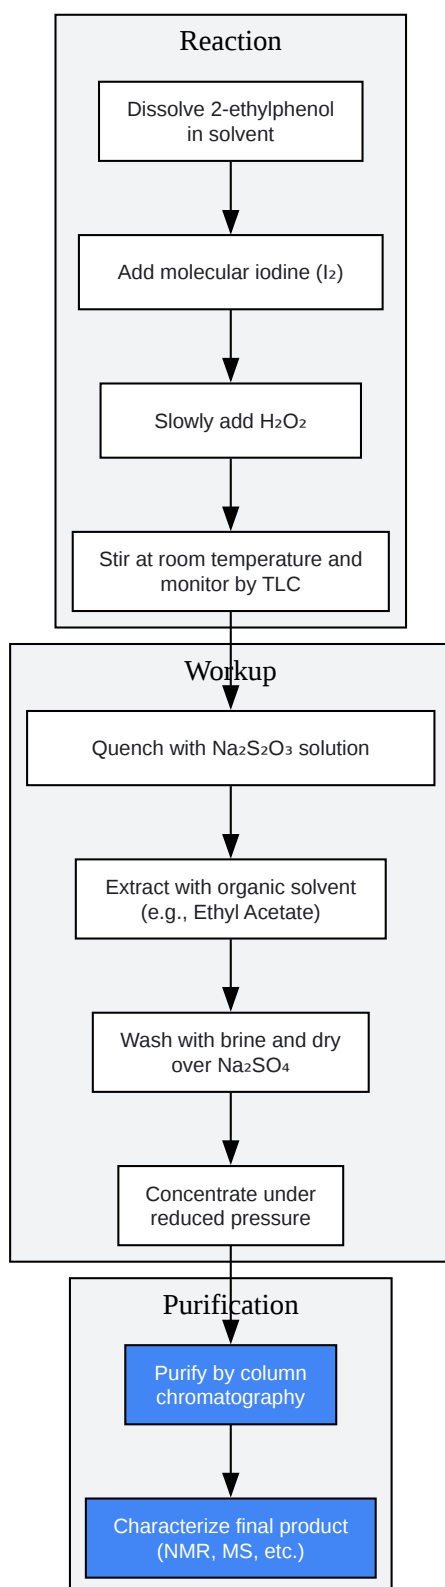 Reaction
Dissolve 2-ethylphenol
in solvent
Add molecular iodine (I₂)
Slowly add H₂O₂
Stir at room temperature and
monitor by TLC
Workup
Quench with Na₂S₂O₃ solution
Extract with organic solvent
(e.g., Ethyl Acetate)
Wash with brine and dry
over Na₂SO₄
Concentrate under
reduced pressure
Purification
Purify by column
chromatography
Characterize final product
(NMR, MS, etc.)